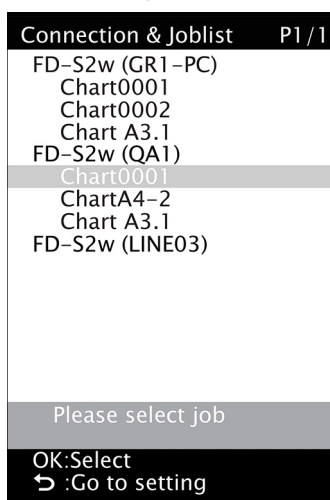 Connection & Joblist P1/1
FD-S2w (GR1-PC)
Chart0001
Chart0002
Chart A3.1
FD-S2w (QA1)
Chart0001
ChartA4-2
Chart A3.1
FD-S2w (LINE03)
Please select job
OK:Select
⮌ :Go to setting